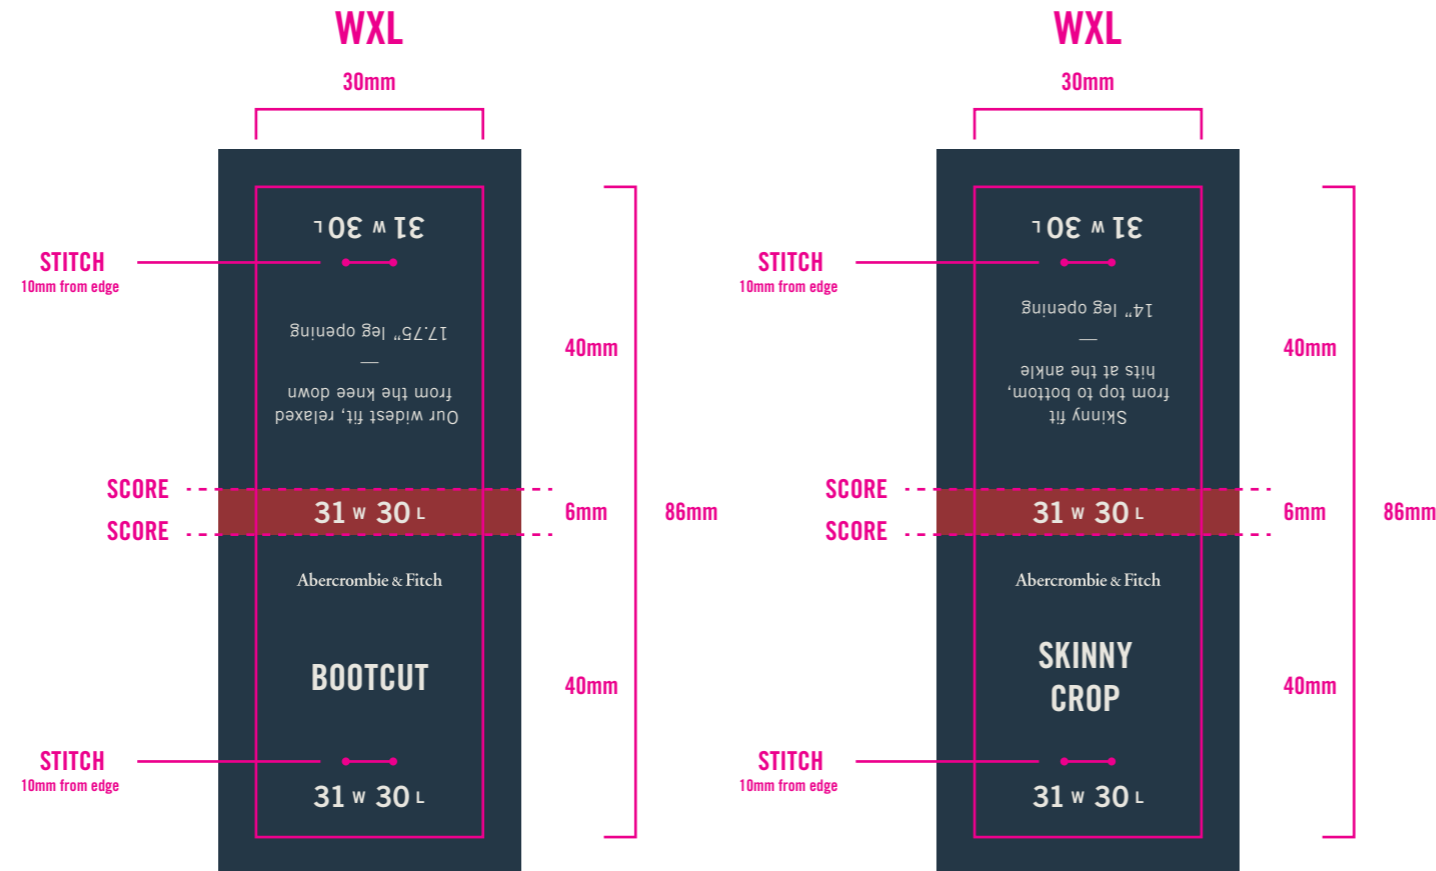 WXL
30mm
31 W 30 L
STITCH
10mm from edge
17.75" leg opening
—
from the knee down
Our widest fit, relaxed
40mm
SCORE
31 W 30 L
6mm
86mm
SCORE
Abercrombie & Fitch
BOOTCUT
40mm
STITCH
10mm from edge
31 W 30 L
WXL
30mm
31 W 30 L
STITCH
10mm from edge
14" leg opening
—
hits at the ankle
from top to bottom,
Skinny fit
40mm
SCORE
31 W 30 L
6mm
86mm
SCORE
Abercrombie & Fitch
SKINNY
CROP
40mm
STITCH
10mm from edge
31 W 30 L